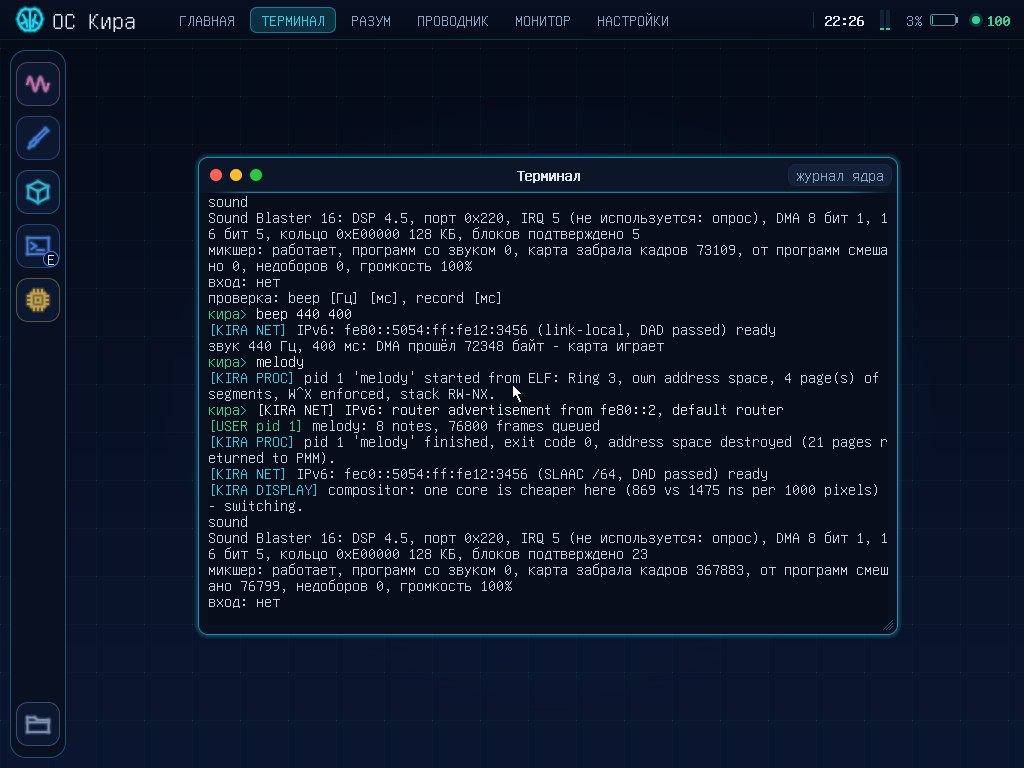 ОС Кира
ГЛАВНАЯ ТЕРМИНАЛ РАЗУМ ПРОВОДНИК МОНИТОР НАСТРОЙКИ
22:26 3% 100
Терминал
журнал ядра
sound
Sound Blaster 16: DSP 4.5, порт 0x220, IRQ 5 (не используется: опрос), DMA 8 бит 1, 1
6 бит 5, кольцо 0xE00000 128 КБ, блоков подтверждено 5
микшер: работает, программ со звуком 0, карта забрала кадров 73109, от программ смеша
но 0, недоборов 0, громкость 100%
вход: нет
проверка: beep [Гц] [мс], record [мс]
кира> beep 440 400
[KIRA NET] IPv6: fe80::5054:ff:fe12:3456 (link-local, DAD passed) ready
звук 440 Гц, 400 мс: DMA прошёл 72348 байт - карта играет
кира> melody
[KIRA PROC] pid 1 'melody' started from ELF: Ring 3, own address space, 4 page(s) of
segments, W^X enforced, stack RW-NX.
кира> [KIRA NET] IPv6: router advertisement from fe80::2, default router
[USER pid 1] melody: 8 notes, 76800 frames queued
[KIRA PROC] pid 1 'melody' finished, exit code 0, address space destroyed (21 pages r
eturned to PMM).
[KIRA NET] IPv6: fec0::5054:ff:fe12:3456 (SLAAC /64, DAD passed) ready
[KIRA DISPLAY] compositor: one core is cheaper here (869 vs 1475 ns per 1000 pixels)
- switching.
sound
Sound Blaster 16: DSP 4.5, порт 0x220, IRQ 5 (не используется: опрос), DMA 8 бит 1, 1
6 бит 5, кольцо 0xE00000 128 КБ, блоков подтверждено 23
микшер: работает, программ со звуком 0, карта забрала кадров 367883, от программ смеш
ано 76799, недоборов 0, громкость 100%
вход: нет
E